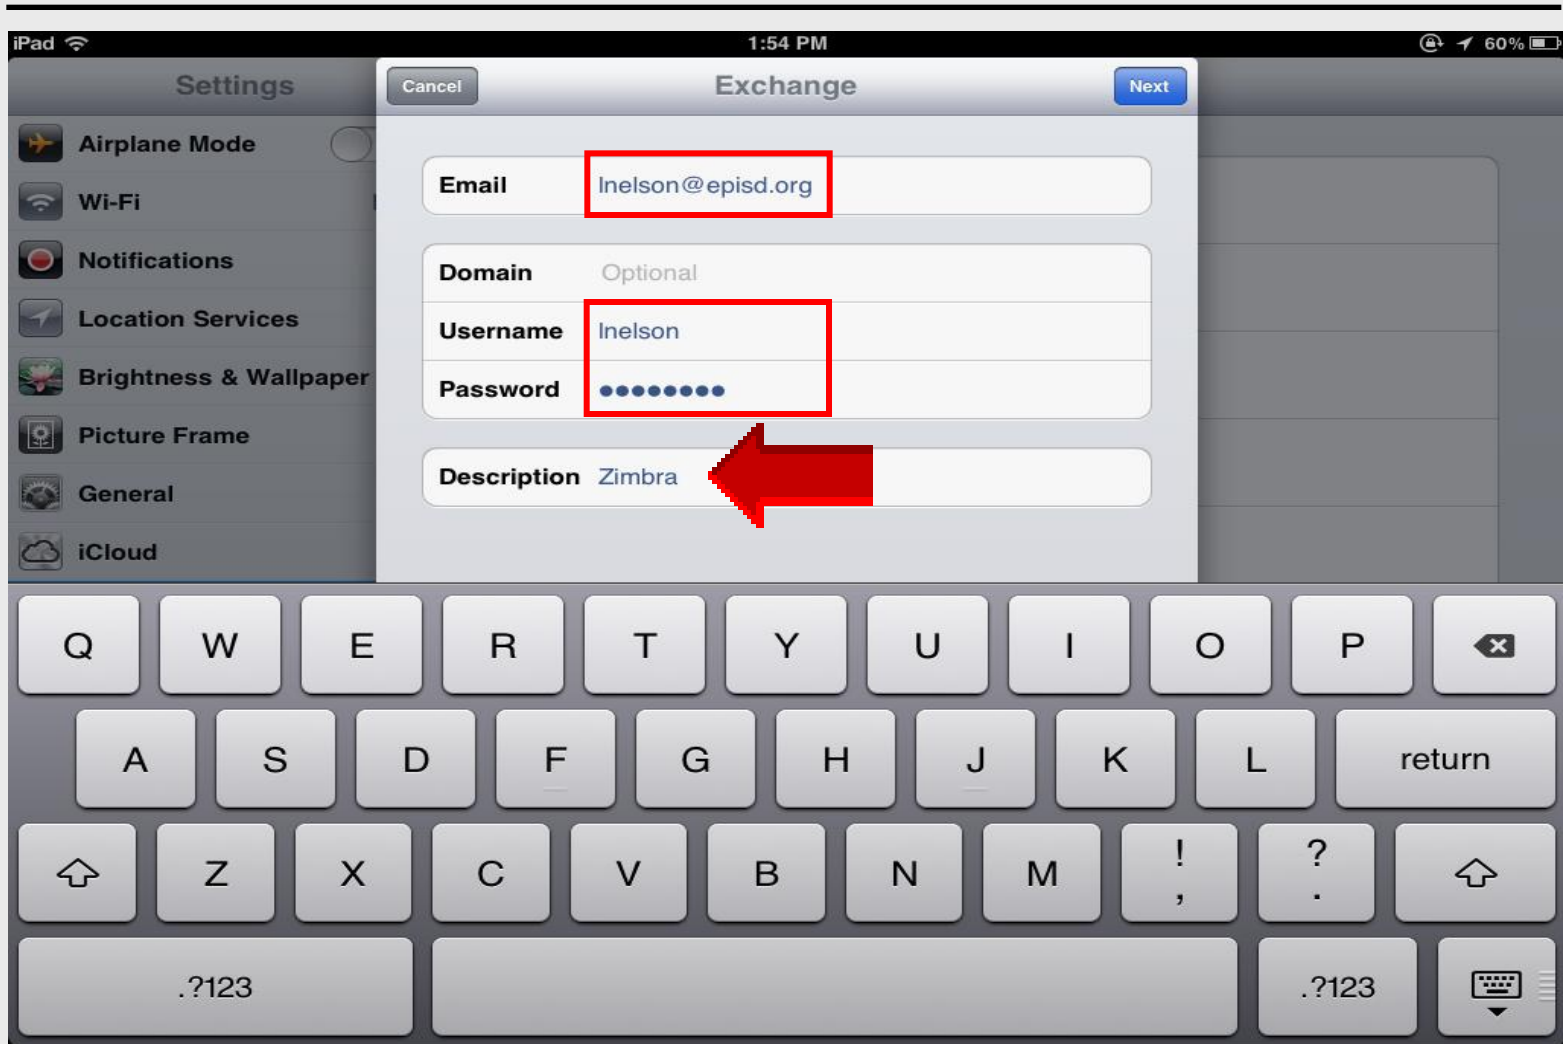 iPad 1:54 PM 60%
Settings
Cancel Exchange Next
Airplane Mode
Wi-Fi
Notifications
Location Services
Brightness & Wallpaper
Picture Frame
General
iCloud
Email lnelson@episd.org
Domain Optional
Username lnelson
Password ••••••••
Description Zimbra
Q W E R T Y U I O P
A S D F G H J K L return
Z X C V B N M ! , ? .
.?123 .?123